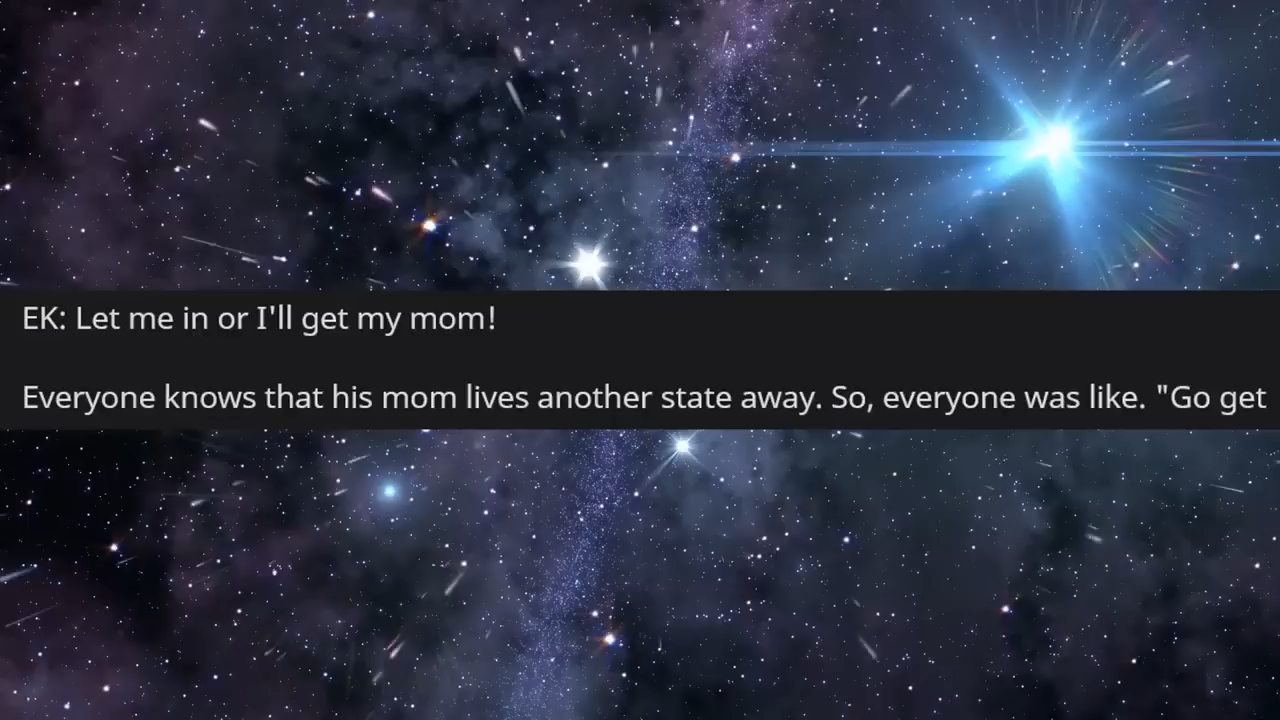 EK: Let me in or I'll get my mom!
Everyone knows that his mom lives another state away. So, everyone was like. "Go get